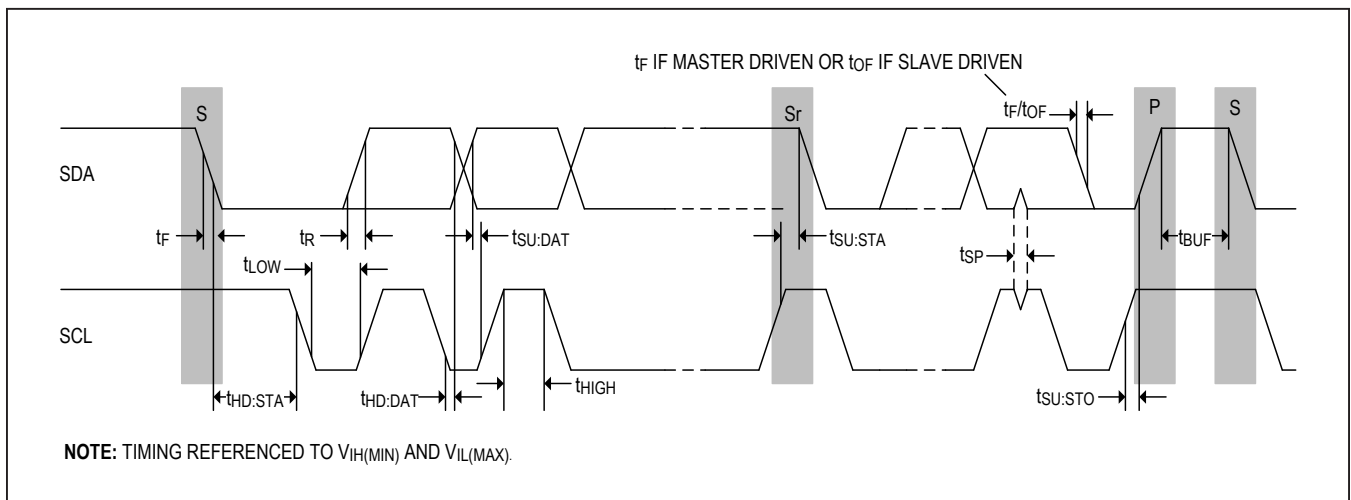 tF IF MASTER DRIVEN OR tOF IF SLAVE DRIVEN
S
Sr
tF/tOF
P
S
SDA
tF
tR
tSU:DAT
tSU:STA
tSP
tBUF
tLOW
SCL
tHD:STA
tHD:DAT
tHIGH
tSU:STO
NOTE: TIMING REFERENCED TO VIH(MIN) AND VIL(MAX).